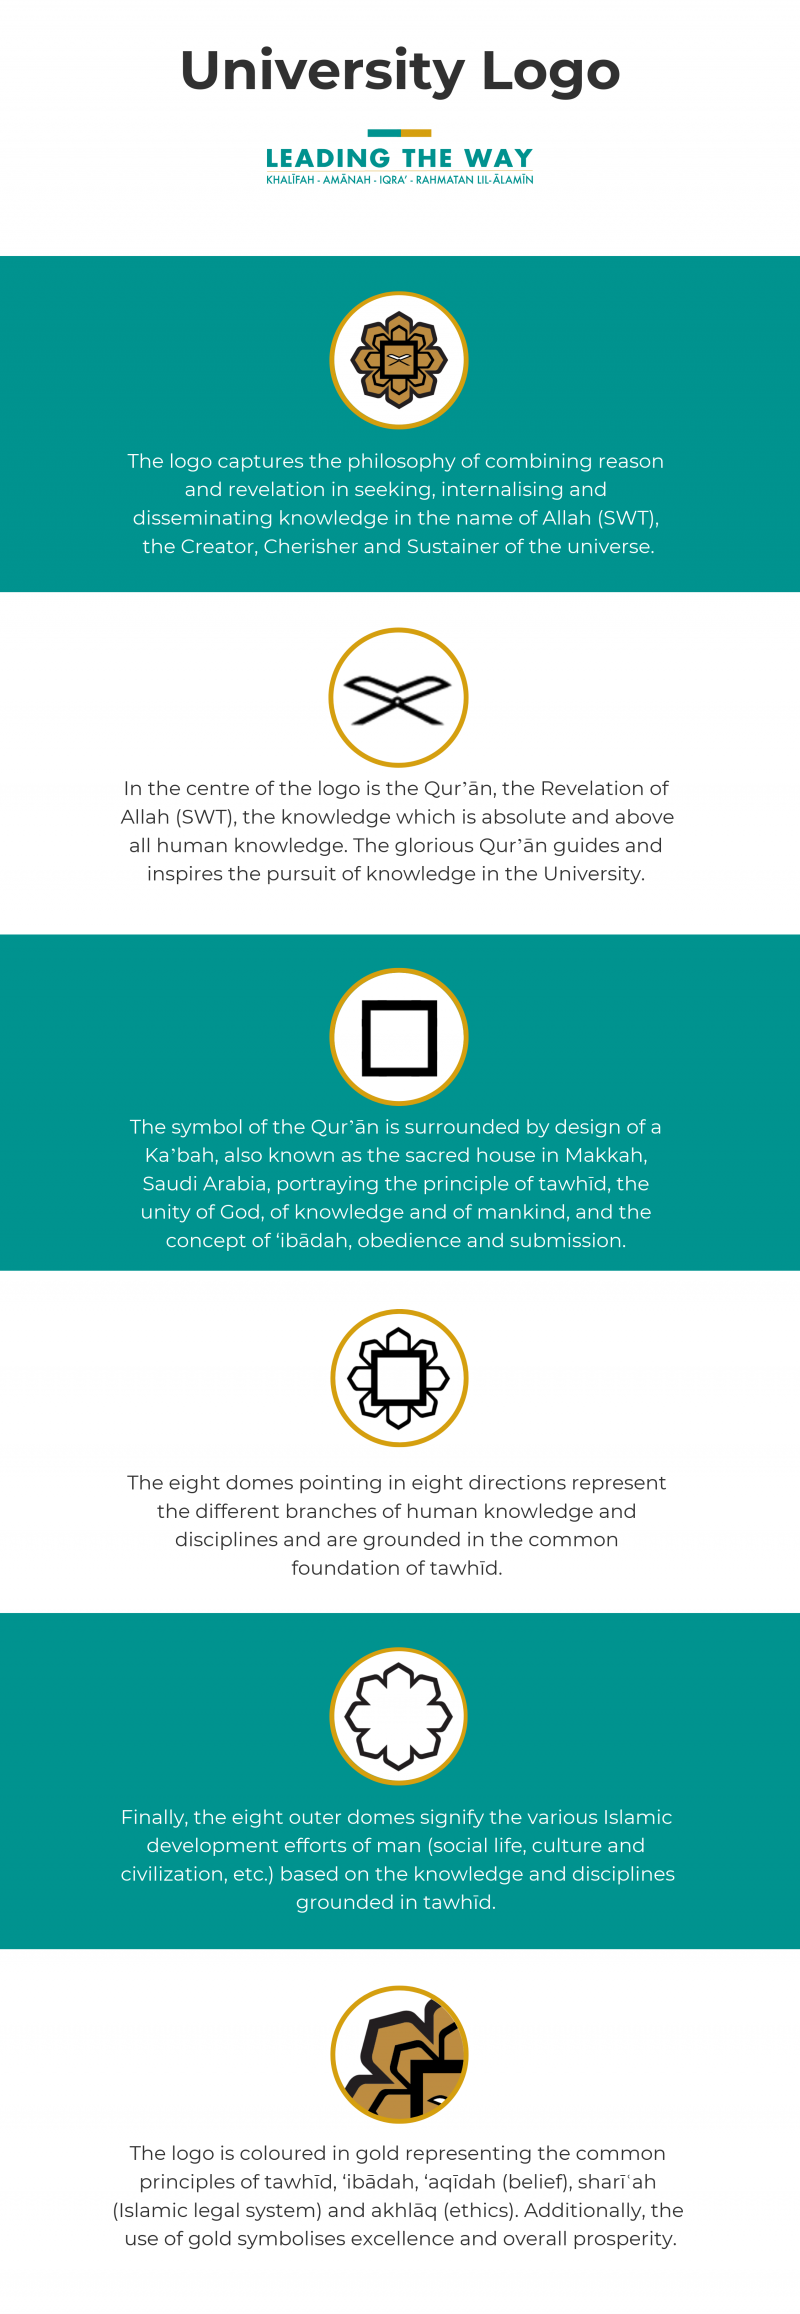 University Logo
LEADING THE WAY
KHALĪFAH - AMĀNAH - IQRA’ - RAHMATAN LIL-ĀLAMĪN
The logo captures the philosophy of combining reason
and revelation in seeking, internalising and
disseminating knowledge in the name of Allah (SWT),
the Creator, Cherisher and Sustainer of the universe.
In the centre of the logo is the Qur’ān, the Revelation of
Allah (SWT), the knowledge which is absolute and above
all human knowledge. The glorious Qur’ān guides and
inspires the pursuit of knowledge in the University.
The symbol of the Qur’ān is surrounded by design of a
Ka’bah, also known as the sacred house in Makkah,
Saudi Arabia, portraying the principle of tawhīd, the
unity of God, of knowledge and of mankind, and the
concept of ‘ibādah, obedience and submission.
The eight domes pointing in eight directions represent
the different branches of human knowledge and
disciplines and are grounded in the common
foundation of tawhīd.
Finally, the eight outer domes signify the various Islamic
development efforts of man (social life, culture and
civilization, etc.) based on the knowledge and disciplines
grounded in tawhīd.
The logo is coloured in gold representing the common
principles of tawhīd, ‘ibādah, ‘aqīdah (belief), sharīʿah
(Islamic legal system) and akhlāq (ethics). Additionally, the
use of gold symbolises excellence and overall prosperity.